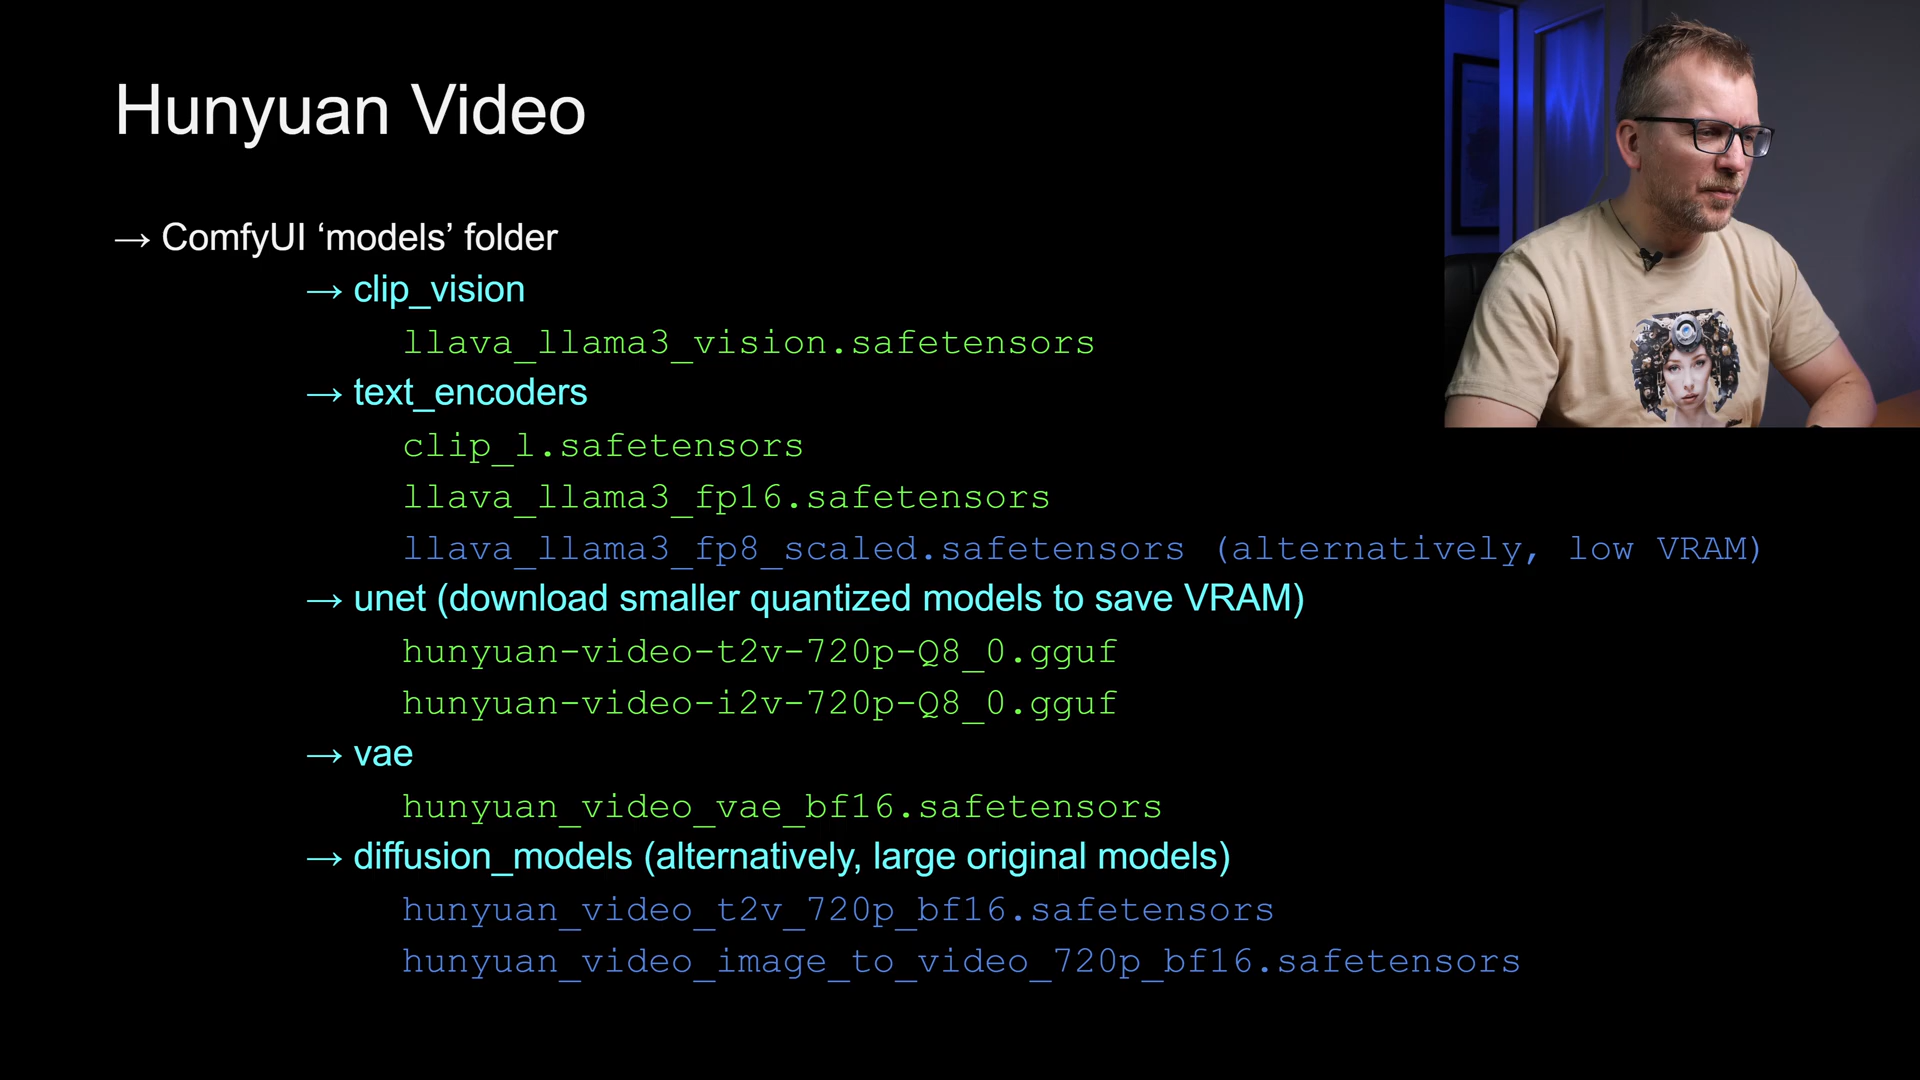 Hunyuan Video
→ ComfyUI ‘models’ folder
→ clip_vision
llava_llama3_vision.safetensors
→ text_encoders
clip_l.safetensors
llava_llama3_fp16.safetensors
llava_llama3_fp8_scaled.safetensors (alternatively, low VRAM)
→ unet (download smaller quantized models to save VRAM)
hunyuan-video-t2v-720p-Q8_0.gguf
hunyuan-video-i2v-720p-Q8_0.gguf
→ vae
hunyuan_video_vae_bf16.safetensors
→ diffusion_models (alternatively, large original models)
hunyuan_video_t2v_720p_bf16.safetensors
hunyuan_video_image_to_video_720p_bf16.safetensors